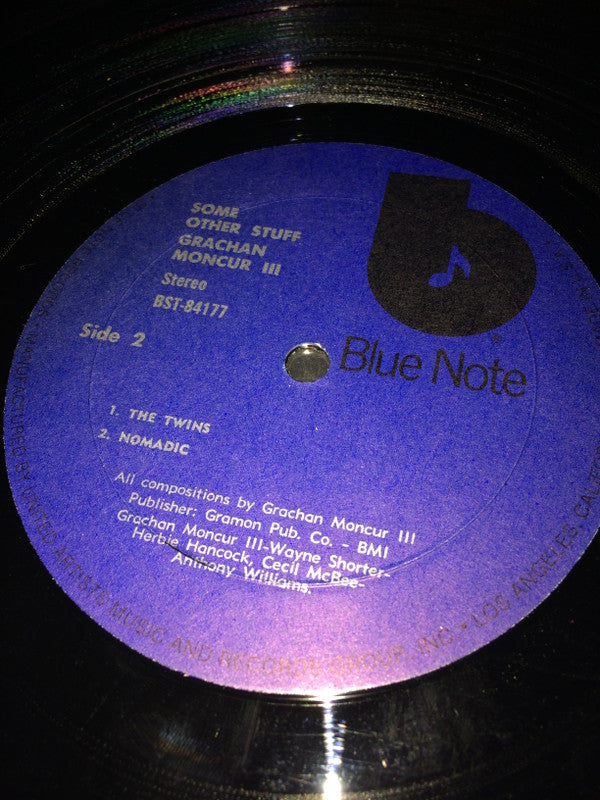 SOME
OTHER STUFF
GRACHAN
MONCUR III
Stereo
BST-84177
Side 2
Blue Note
®
1. THE TWINS
2. NOMADIC
All compositions by Grachan Moncur III
Publisher: Gramon Pub. Co. - BMI
Grachan Moncur III-Wayne Shorter-
Herbie Hancock, Cecil McBee-
Anthony Williams.
MANUFACTURED BY UNITED ARTISTS MUSIC AND RECORDS GROUP, INC. • LOS ANGELES,